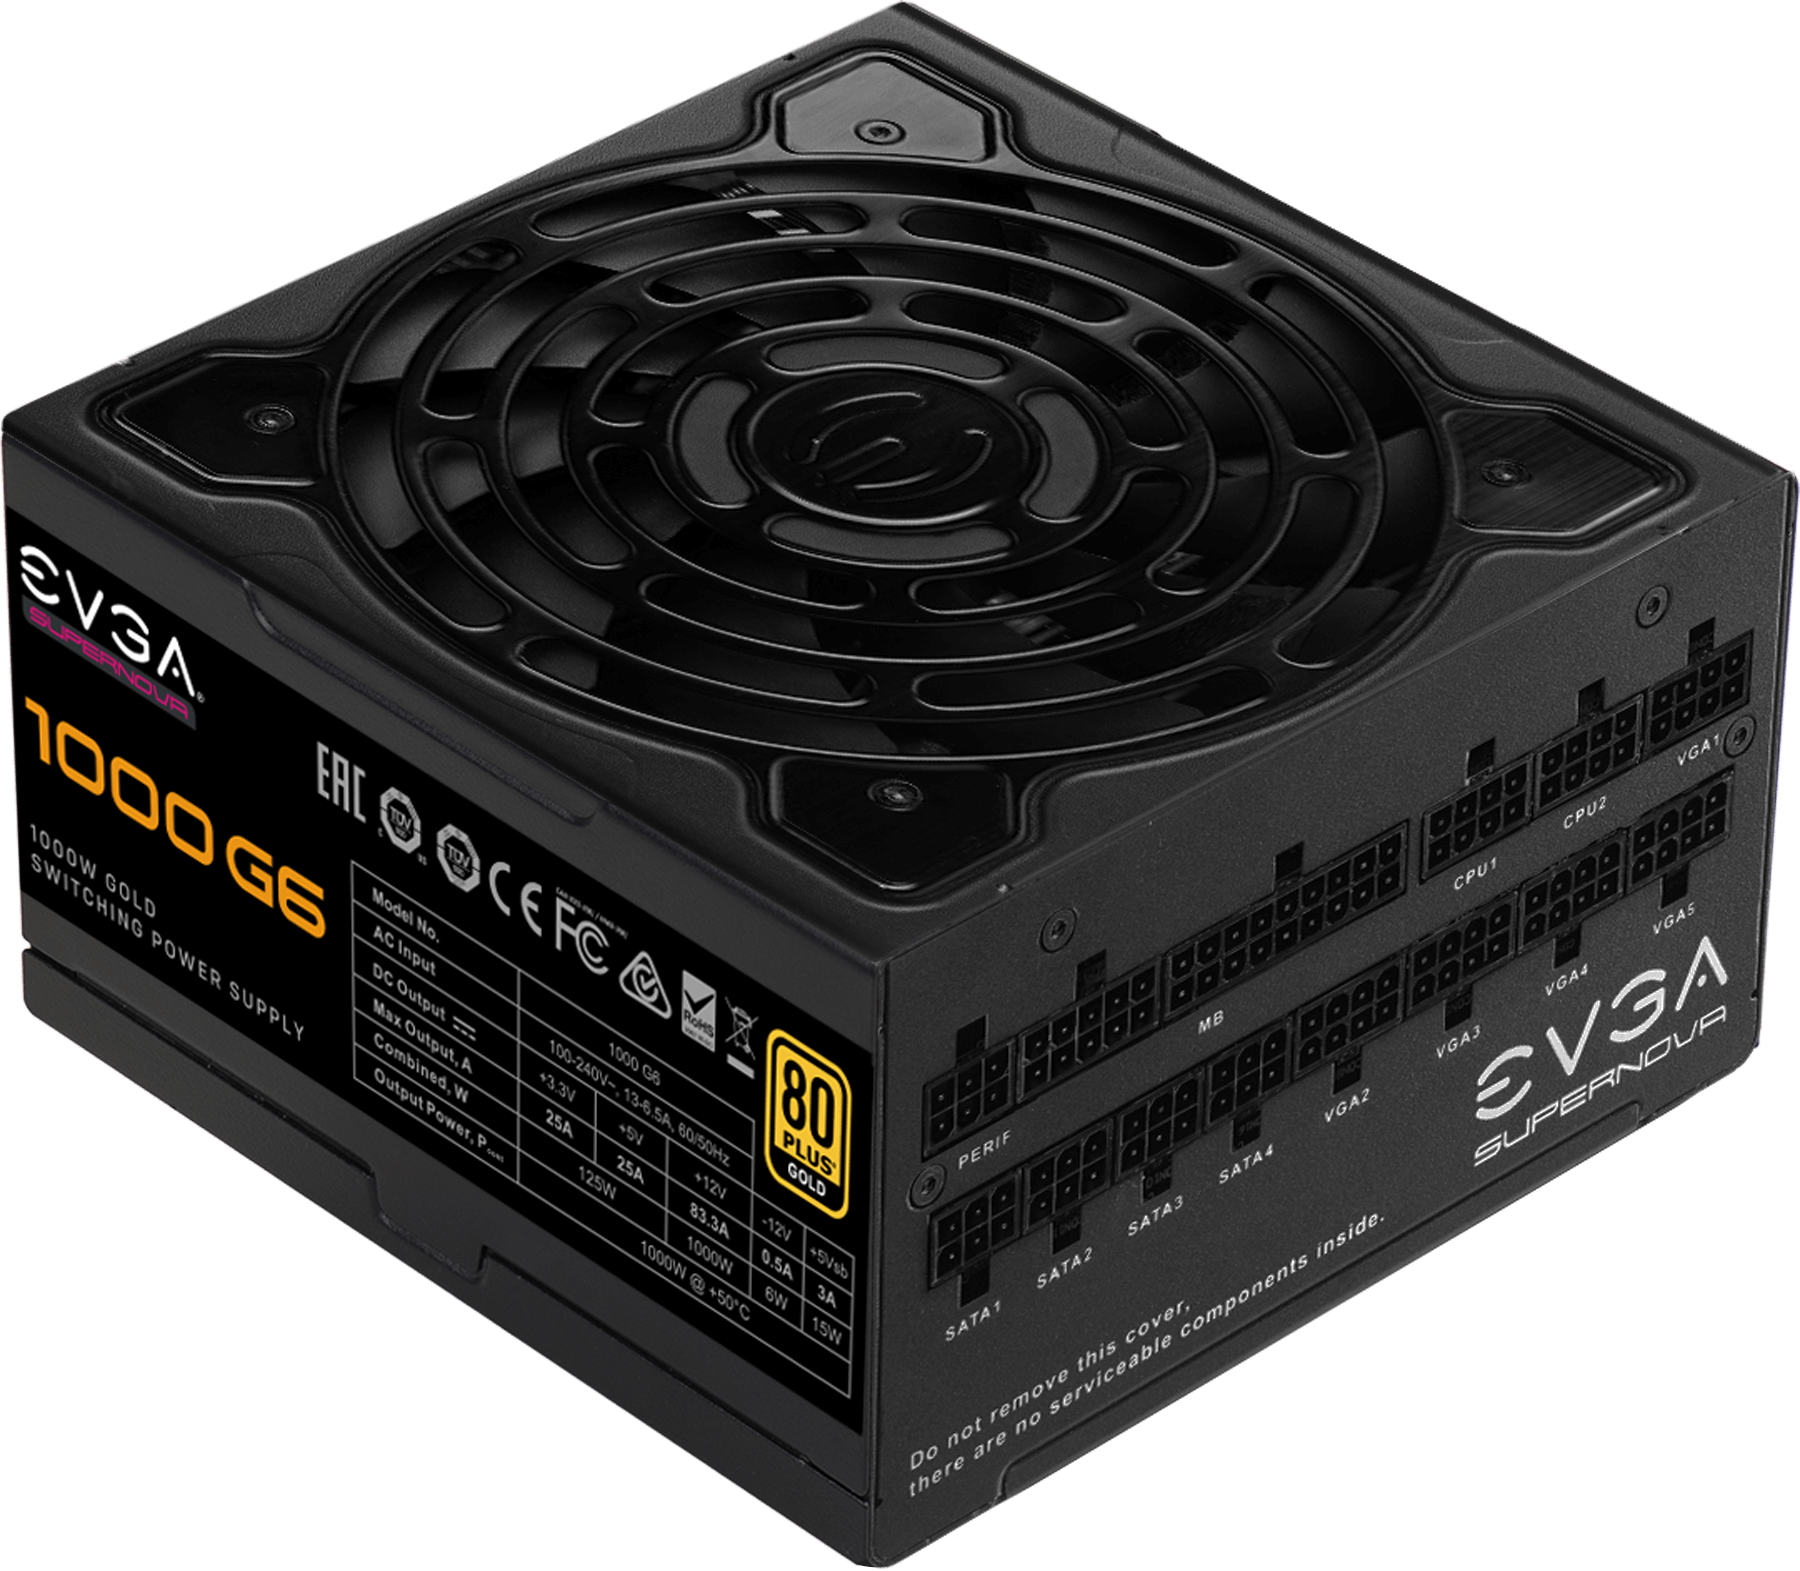 EVGA
SUPERNOVA
1000 G6
1000W GOLD
SWITCHING POWER SUPPLY
EAC
TÜV
TÜV
CE
FC
RoHS
80
PLUS
GOLD
Model No. 1000 G6
AC Input 100-240V~, 13-6.5A, 60/50Hz
DC Output +3.3V +5V +12V -12V +5Vsb
Max Output, A 25A 25A 83.3A 0.5A 3A
Combined, W 125W 1000W 6W 15W
Output Power, Pcont 1000W @ +50°C
VGA1
CPU2
CPU1
MB
PERIF
VGA5
VGA4
VGA3
VGA2
SATA4
SATA3
SATA2
SATA1
EVGA
SUPERNOVA
Do not remove this cover,
there are no serviceable components inside.